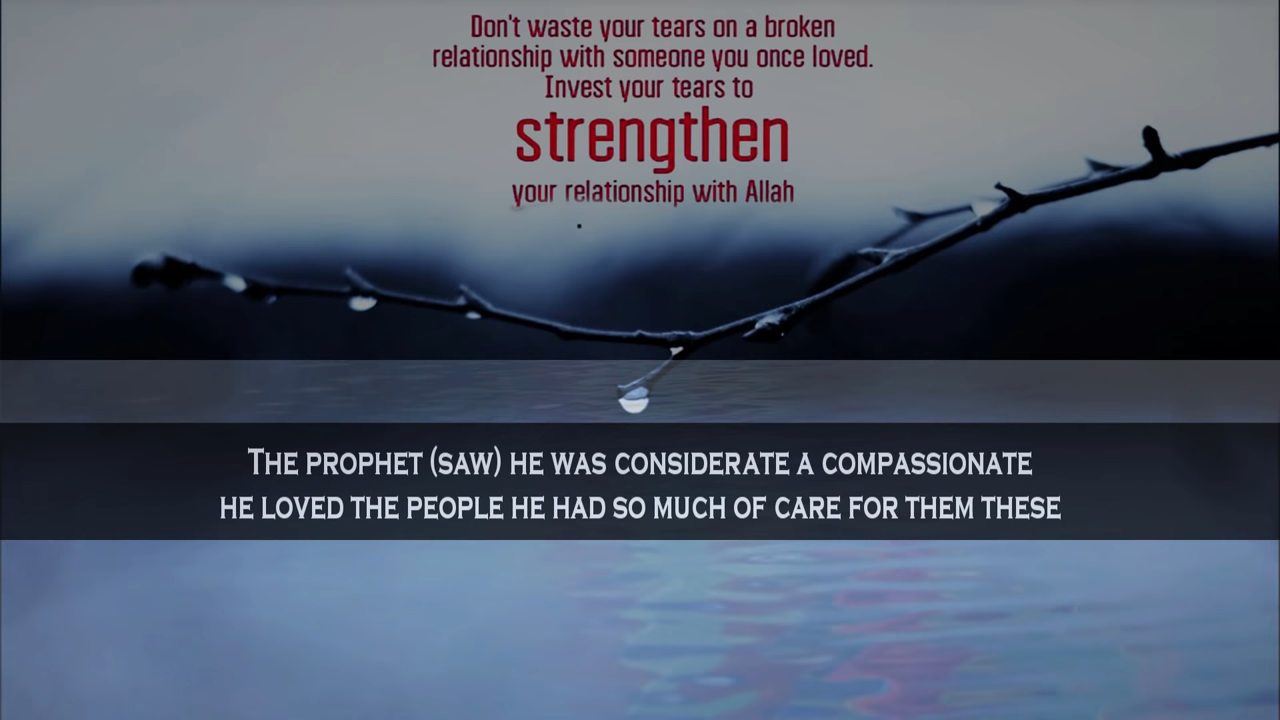 Don't waste your tears on a broken
relationship with someone you once loved.
Invest your tears to
strengthen
your relationship with Allah
THE PROPHET (SAW) HE WAS CONSIDERATE A COMPASSIONATE
HE LOVED THE PEOPLE HE HAD SO MUCH OF CARE FOR THEM THESE